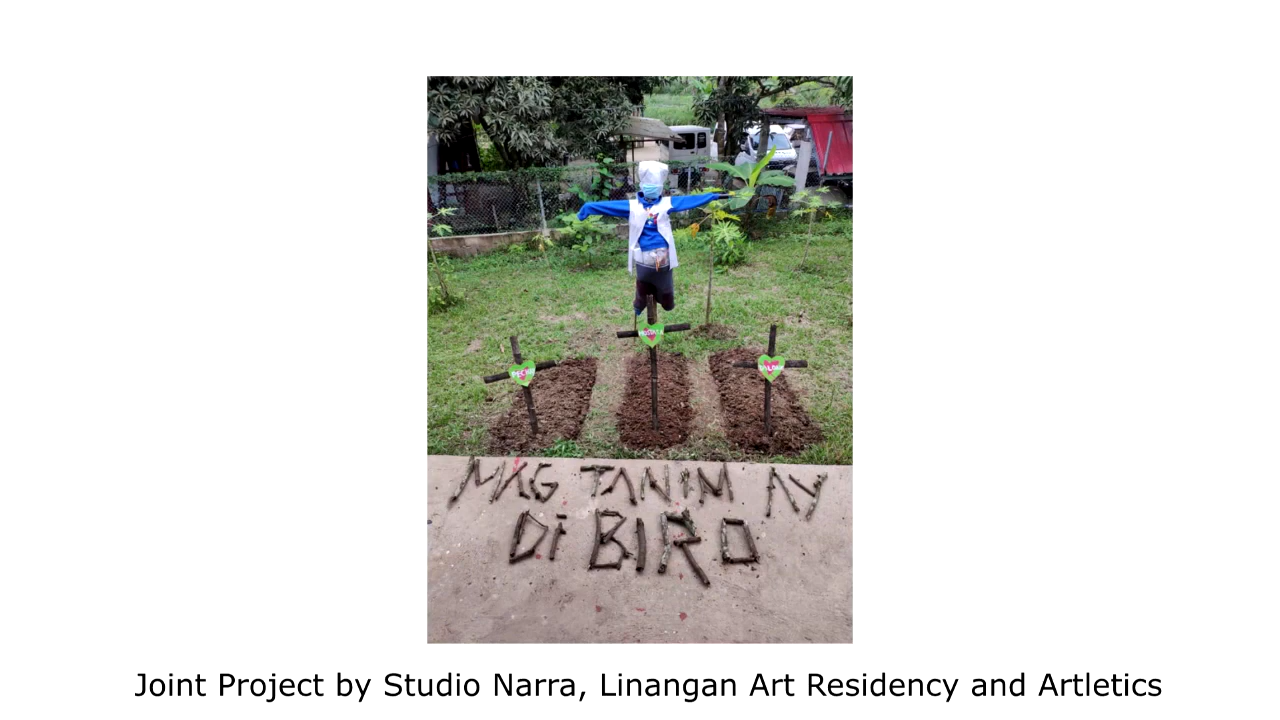 MAG TANIM AY
Di BIRO
Joint Project by Studio Narra, Linangan Art Residency and Artletics